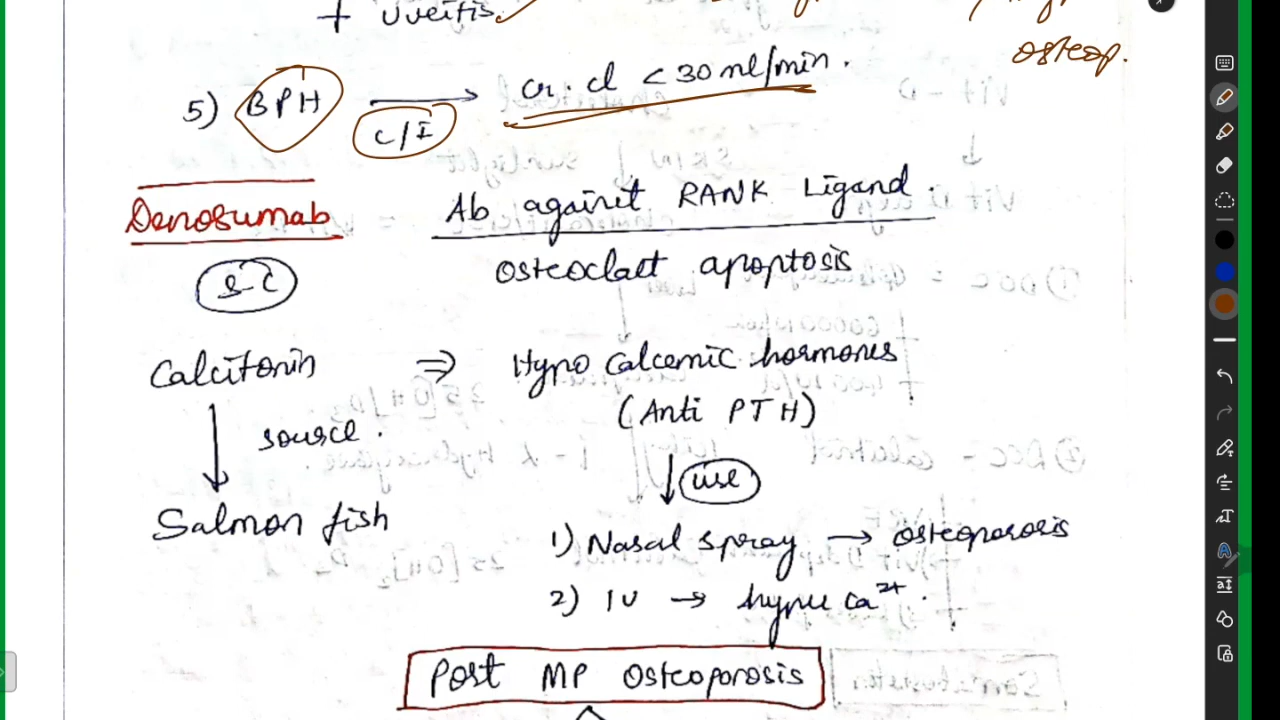 + Uveitis
osteop.
5) BPH → cr. cl < 30 ml/min.
C/I
Denosumab Ab against RANK Ligand.
S-C osteoclast apoptosis
Calcitonin ⇒ Hypo calcemic hormones
(Anti PTH)
↓ source.
↓ use
Salmon fish
1) Nasal spray → osteoporosis
2) IV → hyper Ca²⁺.
Post MP Osteoporosis